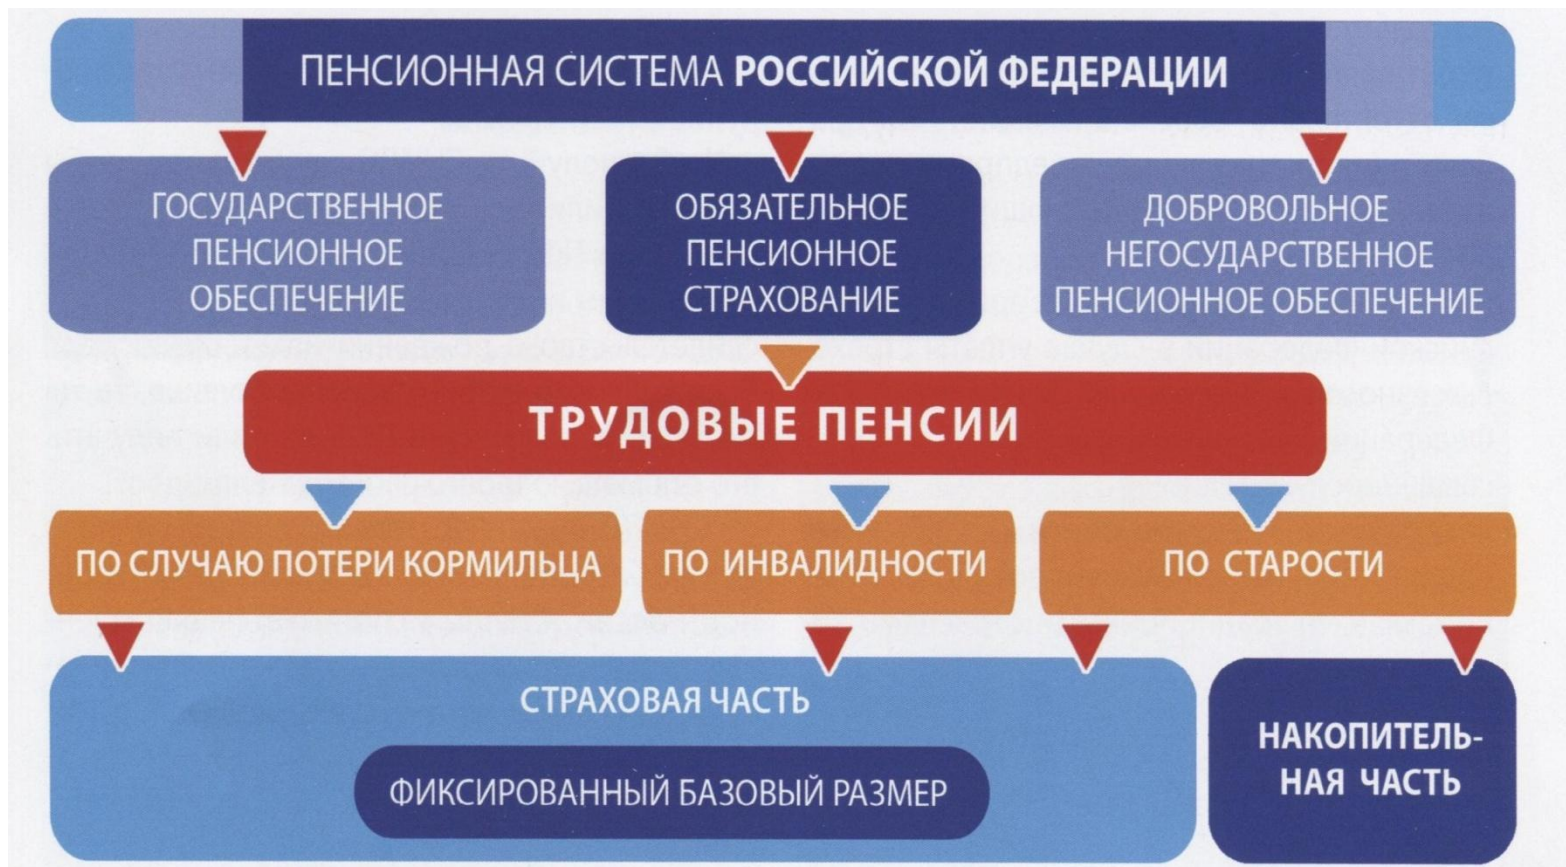 ПЕНСИОННАЯ СИСТЕМА РОССИЙСКОЙ ФЕДЕРАЦИИ
ГОСУДАРСТВЕННОЕ
ПЕНСИОННОЕ
ОБЕСПЕЧЕНИЕ
ОБЯЗАТЕЛЬНОЕ
ПЕНСИОННОЕ
СТРАХОВАНИЕ
ДОБРОВОЛЬНОЕ
НЕГОСУДАРСТВЕННОЕ
ПЕНСИОННОЕ ОБЕСПЕЧЕНИЕ
ТРУДОВЫЕ ПЕНСИИ
ПО СЛУЧАЮ ПОТЕРИ КОРМИЛЬЦА
ПО ИНВАЛИДНОСТИ
ПО СТАРОСТИ
СТРАХОВАЯ ЧАСТЬ
ФИКСИРОВАННЫЙ БАЗОВЫЙ РАЗМЕР
НАКОПИТЕЛЬ-
НАЯ ЧАСТЬ